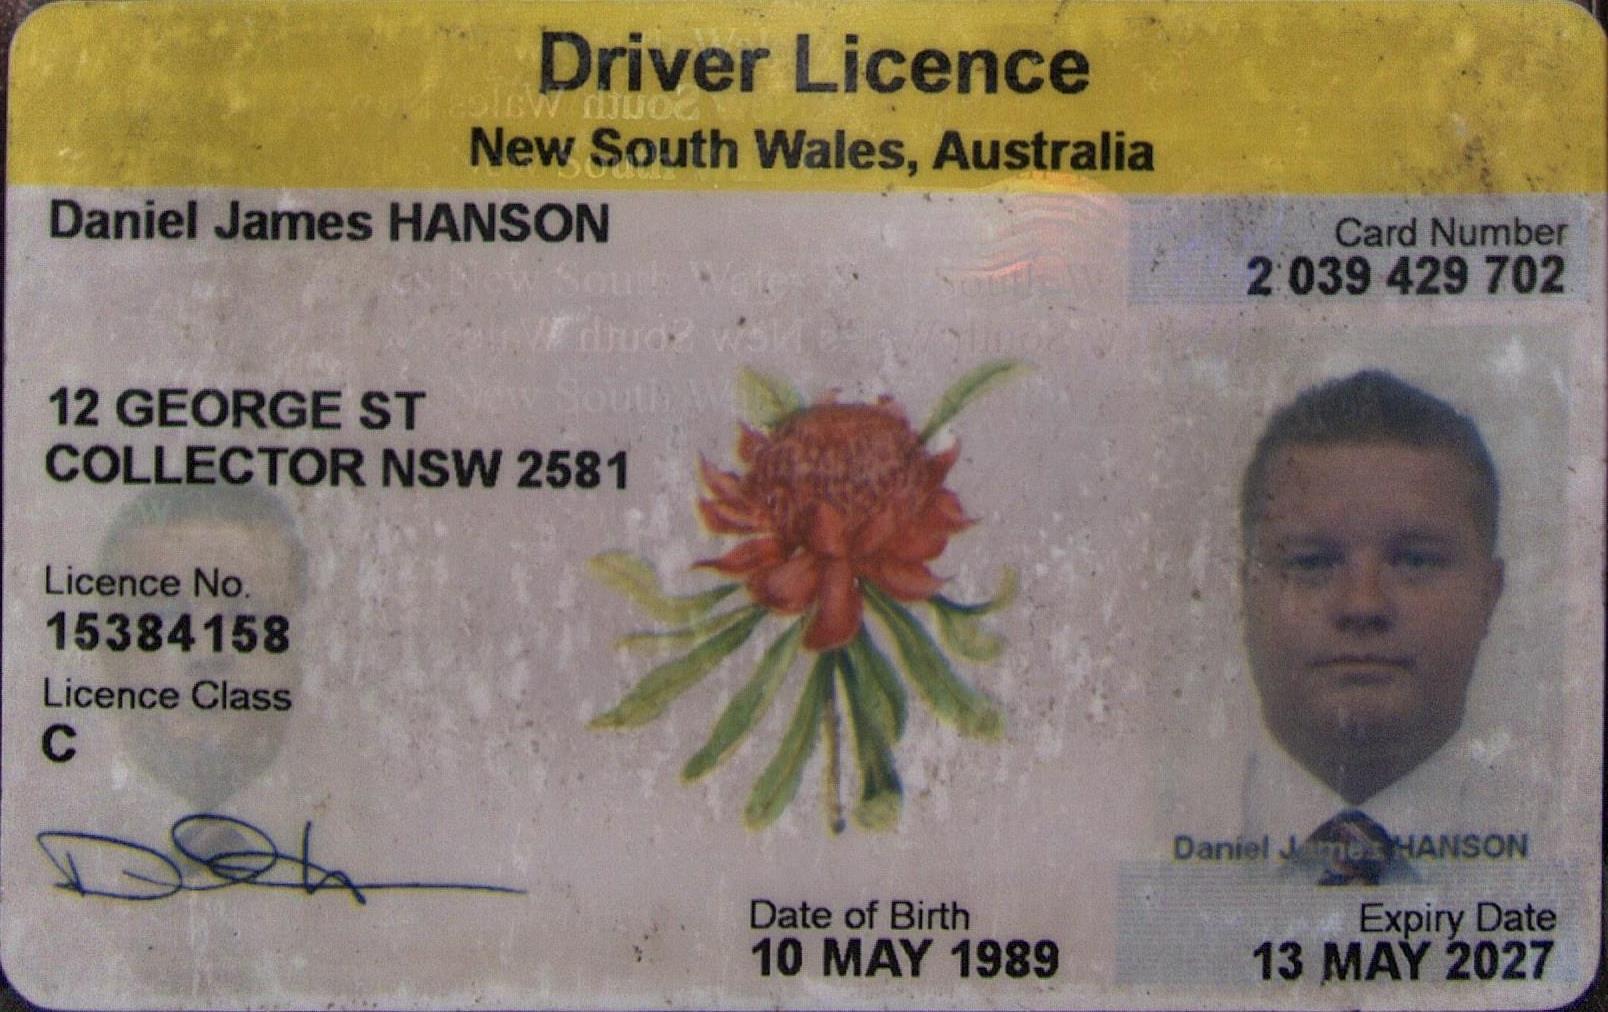 Driver Licence
New South Wales, Australia
Daniel James HANSON
Card Number
2 039 429 702
12 GEORGE ST
COLLECTOR NSW 2581
Licence No.
15384158
Licence Class
C
Daniel James HANSON
Date of Birth
10 MAY 1989
Expiry Date
13 MAY 2027